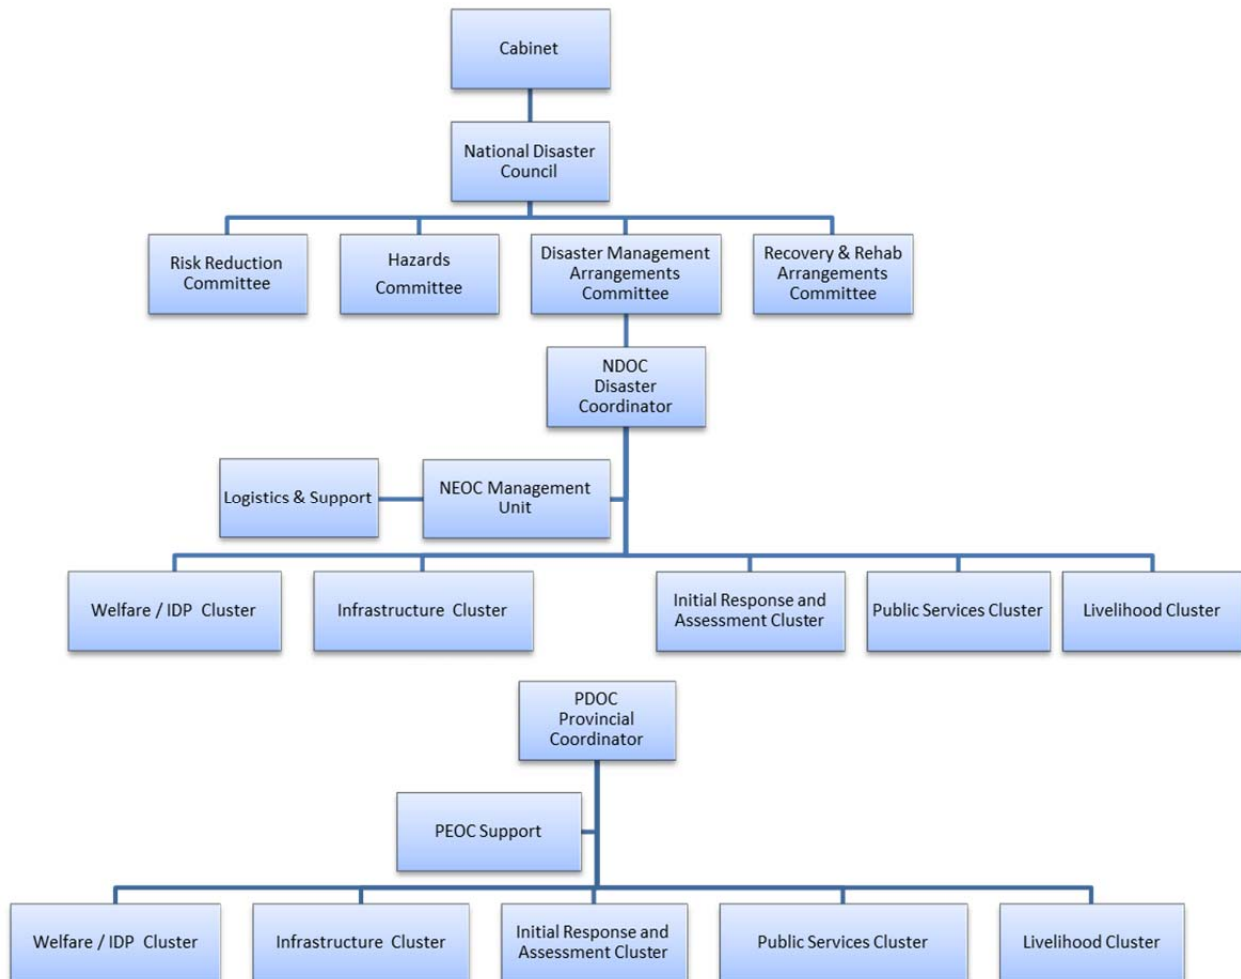 Cabinet
National Disaster
Council
Risk Reduction
Committee
Hazards
Committee
Disaster Management
Arrangements
Committee
Recovery & Rehab
Arrangements
Committee
NDOC
Disaster
Coordinator
Logistics & Support
NEOC Management
Unit
Welfare / IDP Cluster
Infrastructure Cluster
Initial Response and
Assessment Cluster
Public Services Cluster
Livelihood Cluster
PDOC
Provincial
Coordinator
PEOC Support
Welfare / IDP Cluster
Infrastructure Cluster
Initial Response and
Assessment Cluster
Public Services Cluster
Livelihood Cluster